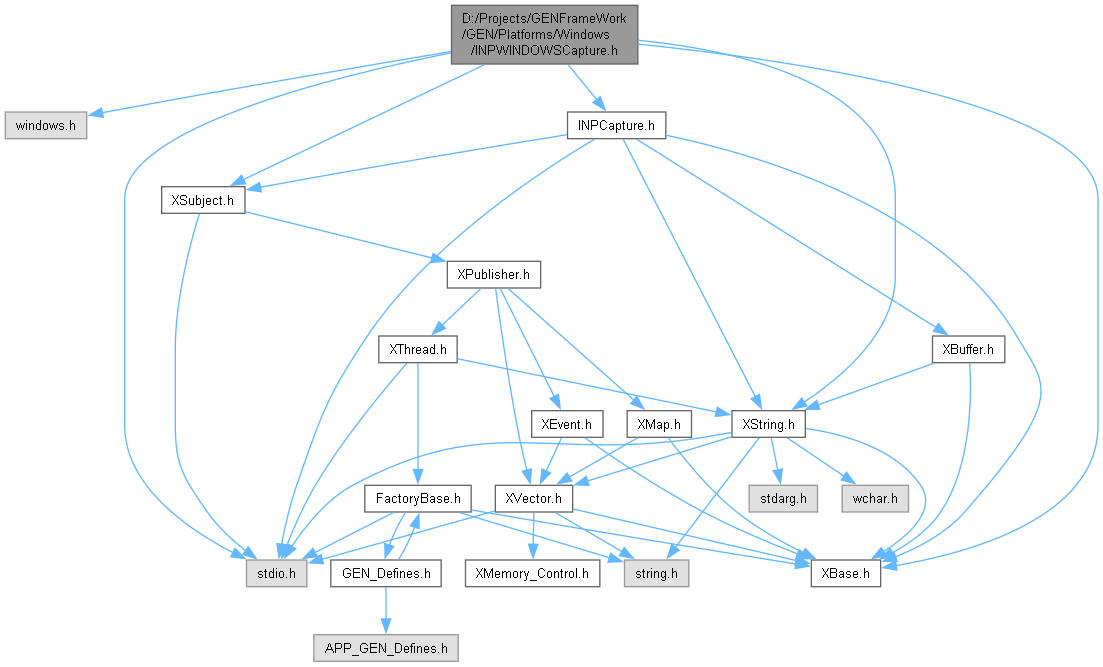 D:/Projects/GENFrameWork
/GEN/Platforms/Windows
/INPWINDOWSCapture.h
windows.h
INPCapture.h
XSubject.h
XPublisher.h
XThread.h
XBuffer.h
XEvent.h
XMap.h
XString.h
FactoryBase.h
XVector.h
stdarg.h
wchar.h
stdio.h
GEN_Defines.h
XMemory_Control.h
string.h
XBase.h
APP_GEN_Defines.h